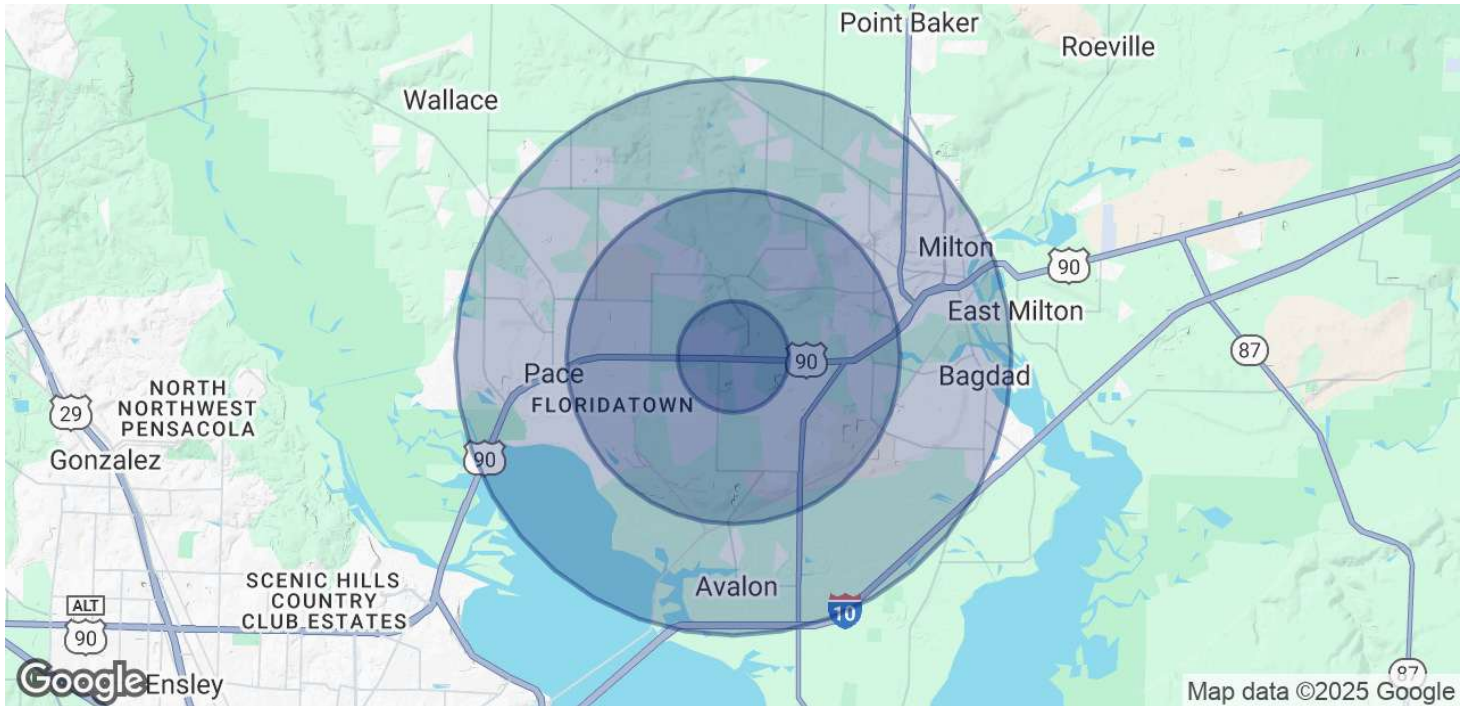 Point Baker
Roeville
Wallace
Milton
90
East Milton
87
90
Bagdad
Pace
FLORIDATOWN
NORTH
NORTHWEST
PENSACOLA
29
Gonzalez
90
SCENIC HILLS
COUNTRY
CLUB ESTATES
Avalon
10
ALT
90
Ensley
Google
87
Map data ©2025 Google